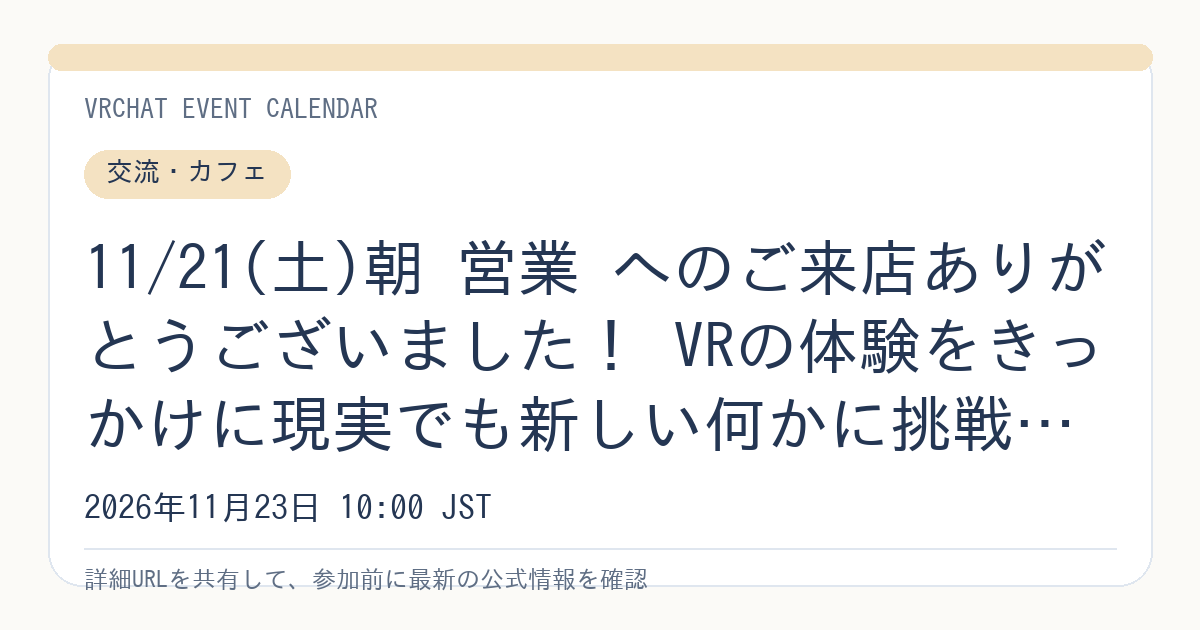 VRCHAT EVENT CALENDAR
交流・カフェ
11/21(土)朝 営業 へのご来店ありが
とうございました！ VRの体験をきっ
かけに現実でも新しい何かに挑戦…
2026年11月23日 10:00 JST
詳細URLを共有して、参加前に最新の公式情報を確認